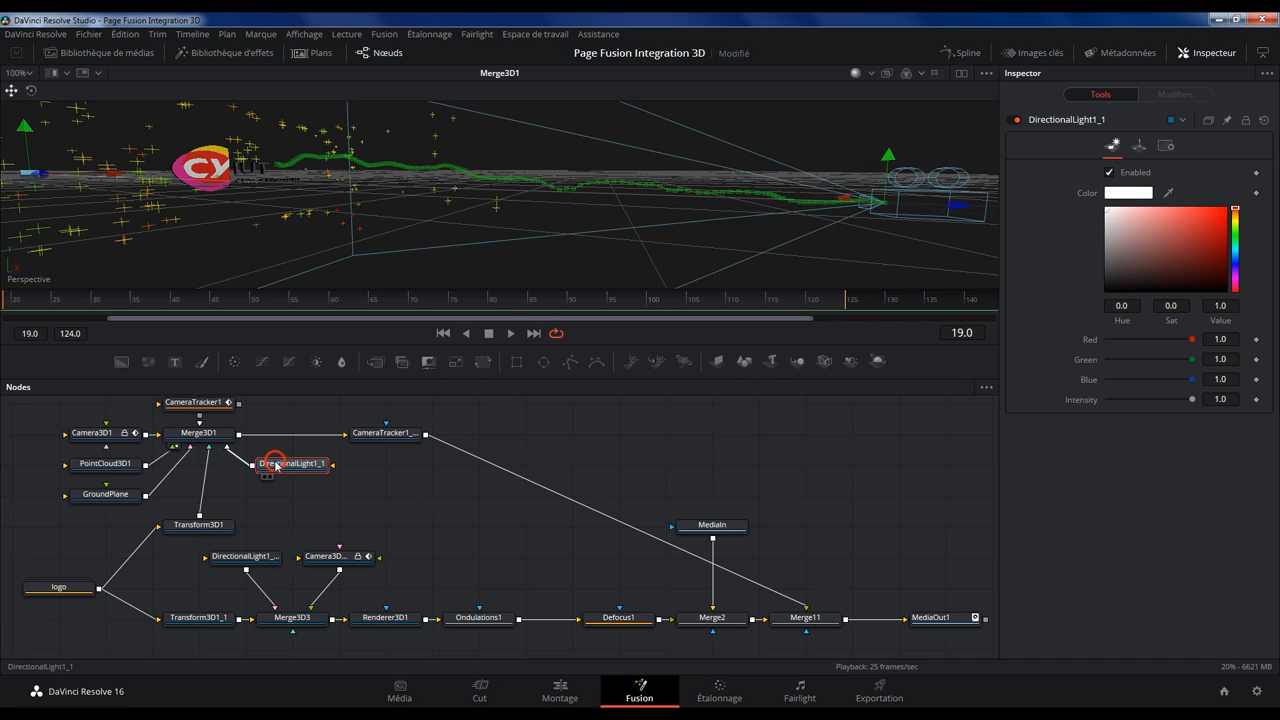 DaVinci Resolve Studio - Page Fusion Integration 3D
DaVinci Resolve Fichier Édition Trim Timeline Plan Marque Affichage Lecture Fusion Étalonnage Fairlight Espace de travail Assistance
Bibliothèque de médias Bibliothèque d'effets Plans Nœuds Page Fusion Integration 3D Modifié Spline Images clés Métadonnées Inspecteur
100% Merge3D1 Inspector
Tools Modifiers
DirectionalLight1_1
Enabled
Color
CY
Perspective
20 25 30 35 40 45 50 55 60 65 70 75 80 85 90 95 100 105 110 115 120 125 130 135 140
0.0 0.0 1.0
Hue Sat Value
19.0 124.0 19.0
Red 1.0
Green 1.0
Blue 1.0
Intensity 1.0
Nodes
CameraTracker1
Camera3D1 Merge3D1 CameraTracker1_...
PointCloud3D1 DirectionalLight1_1
GroundPlane
Transform3D1 MediaIn
DirectionalLight1_... Camera3D...
logo
Transform3D1_1 Merge3D3 Renderer3D1 Ondulations1 Defocus1 Merge2 Merge11 MediaOut1
DirectionalLight1_1 Playback: 25 frames/sec 20% - 6621 MB
DaVinci Resolve 16 Média Cut Montage Fusion Étalonnage Fairlight Exportation